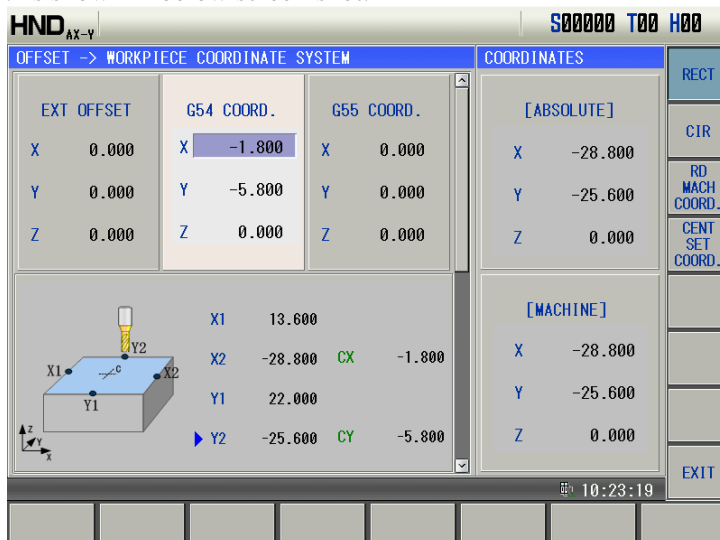 HND AX-Y S00000 T00 H00
OFFSET -> WORKPIECE COORDINATE SYSTEM
COORDINATES
EXT OFFSET
X 0.000
Y 0.000
Z 0.000
G54 COORD.
X -1.800
Y -5.800
Z 0.000
G55 COORD.
X 0.000
Y 0.000
Z 0.000
X1 Y2 C X2 Y1
Z Y X
X1 13.600
X2 -28.800 CX -1.800
Y1 22.000
Y2 -25.600 CY -5.800
[ABSOLUTE]
X -28.800
Y -25.600
Z 0.000
[MACHINE]
X -28.800
Y -25.600
Z 0.000
10:23:19
RECT
CIR
RD
MACH
COORD.
CENT
SET
COORD.
EXIT